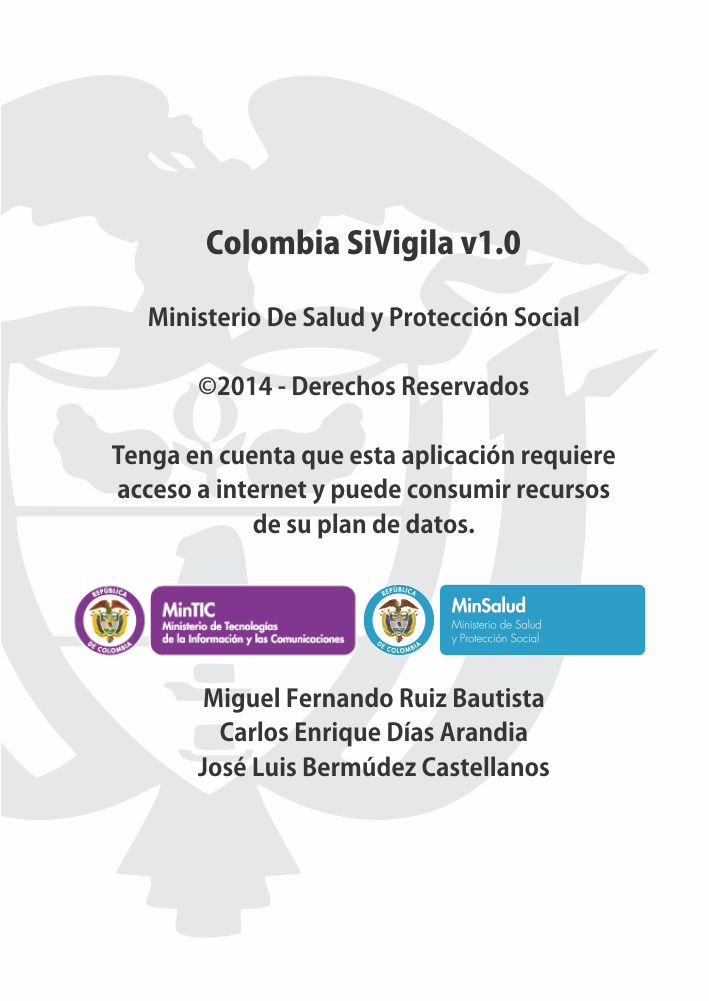 Colombia SiVigila v1.0
Ministerio De Salud y Protección Social
©2014 - Derechos Reservados
Tenga en cuenta que esta aplicación requiere
acceso a internet y puede consumir recursos
de su plan de datos.
REPÚBLICA
DE COLOMBIA
MinTIC
Ministerio de Tecnologías
de la Información y las Comunicaciones
REPÚBLICA
DE COLOMBIA
MinSalud
Ministerio de Salud
y Protección Social
Miguel Fernando Ruiz Bautista
Carlos Enrique Días Arandia
José Luis Bermúdez Castellanos